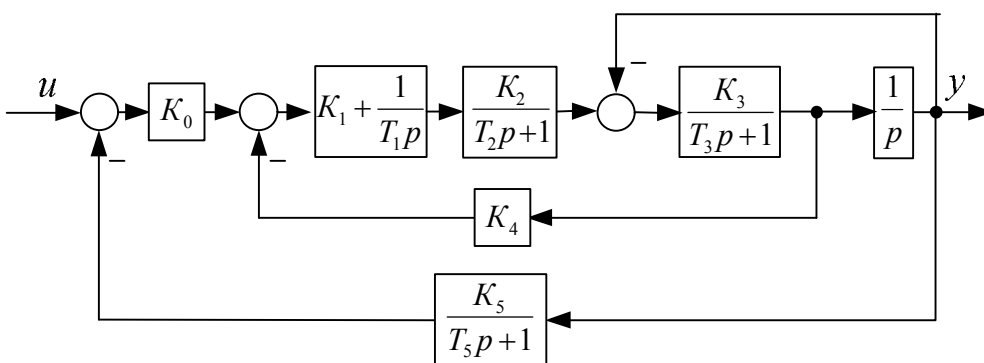 u
K₀
K₁ + 1/(T₁p)
K₂/(T₂p+1)
K₃/(T₃p+1)
1/p
y
K₄
K₅/(T₅p+1)
−
−
−